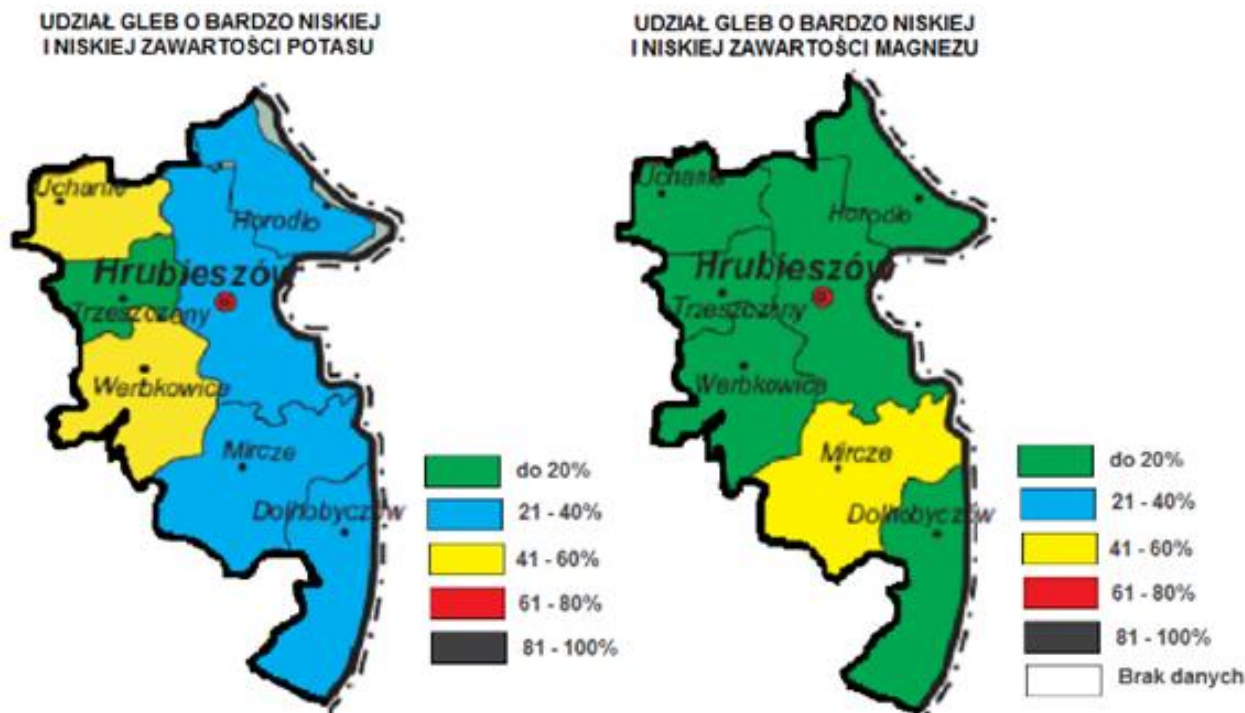 UDZIAŁ GLEB O BARDZO NISKIEJ
I NISKIEJ ZAWARTOŚCI POTASU
Uchanie
Horodło
Hrubieszów
Trzeszczany
Werbkowice
Mircze
Dołhobyczów
do 20%
21 - 40%
41 - 60%
61 - 80%
81 - 100%
UDZIAŁ GLEB O BARDZO NISKIEJ
I NISKIEJ ZAWARTOŚCI MAGNEZU
Uchanie
Horodło
Hrubieszów
Trzeszczany
Werbkowice
Mircze
Dołhobyczów
do 20%
21 - 40%
41 - 60%
61 - 80%
81 - 100%
Brak danych